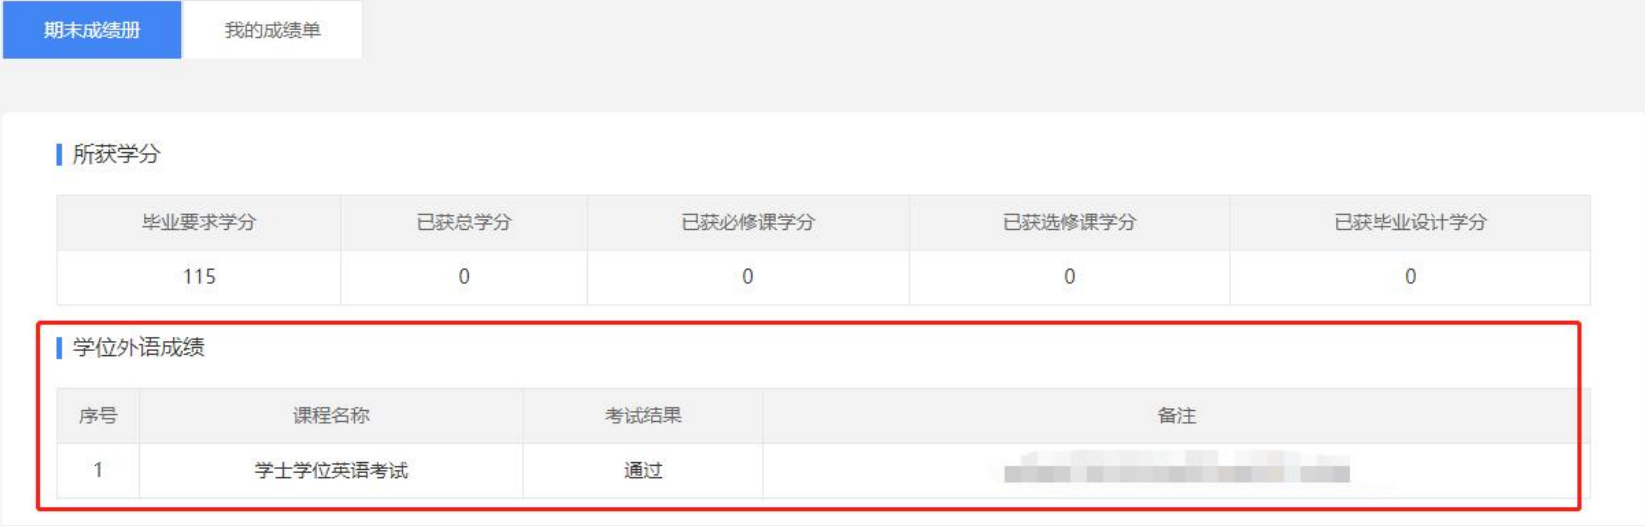 期末成绩册 我的成绩单
所获学分
毕业要求学分 已获总学分 已获必修课学分 已获选修课学分 已获毕业设计学分
115 0 0 0 0
学位外语成绩
序号 课程名称 考试结果 备注
1 学士学位英语考试 通过